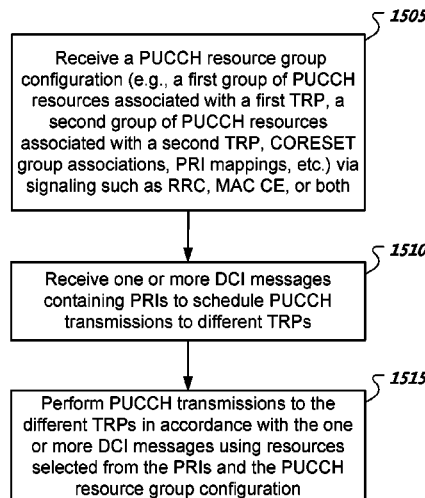 1505
Receive a PUCCH resource group
configuration (e.g., a first group of PUCCH
resources associated with a first TRP, a
second group of PUCCH resources
associated with a second TRP, CORESET
group associations, PRI mappings, etc.) via
signaling such as RRC, MAC CE, or both
1510
Receive one or more DCI messages
containing PRIs to schedule PUCCH
transmissions to different TRPs
1515
Perform PUCCH transmissions to the
different TRPs in accordance with the one
or more DCI messages using resources
selected from the PRIs and the PUCCH
resource group configuration